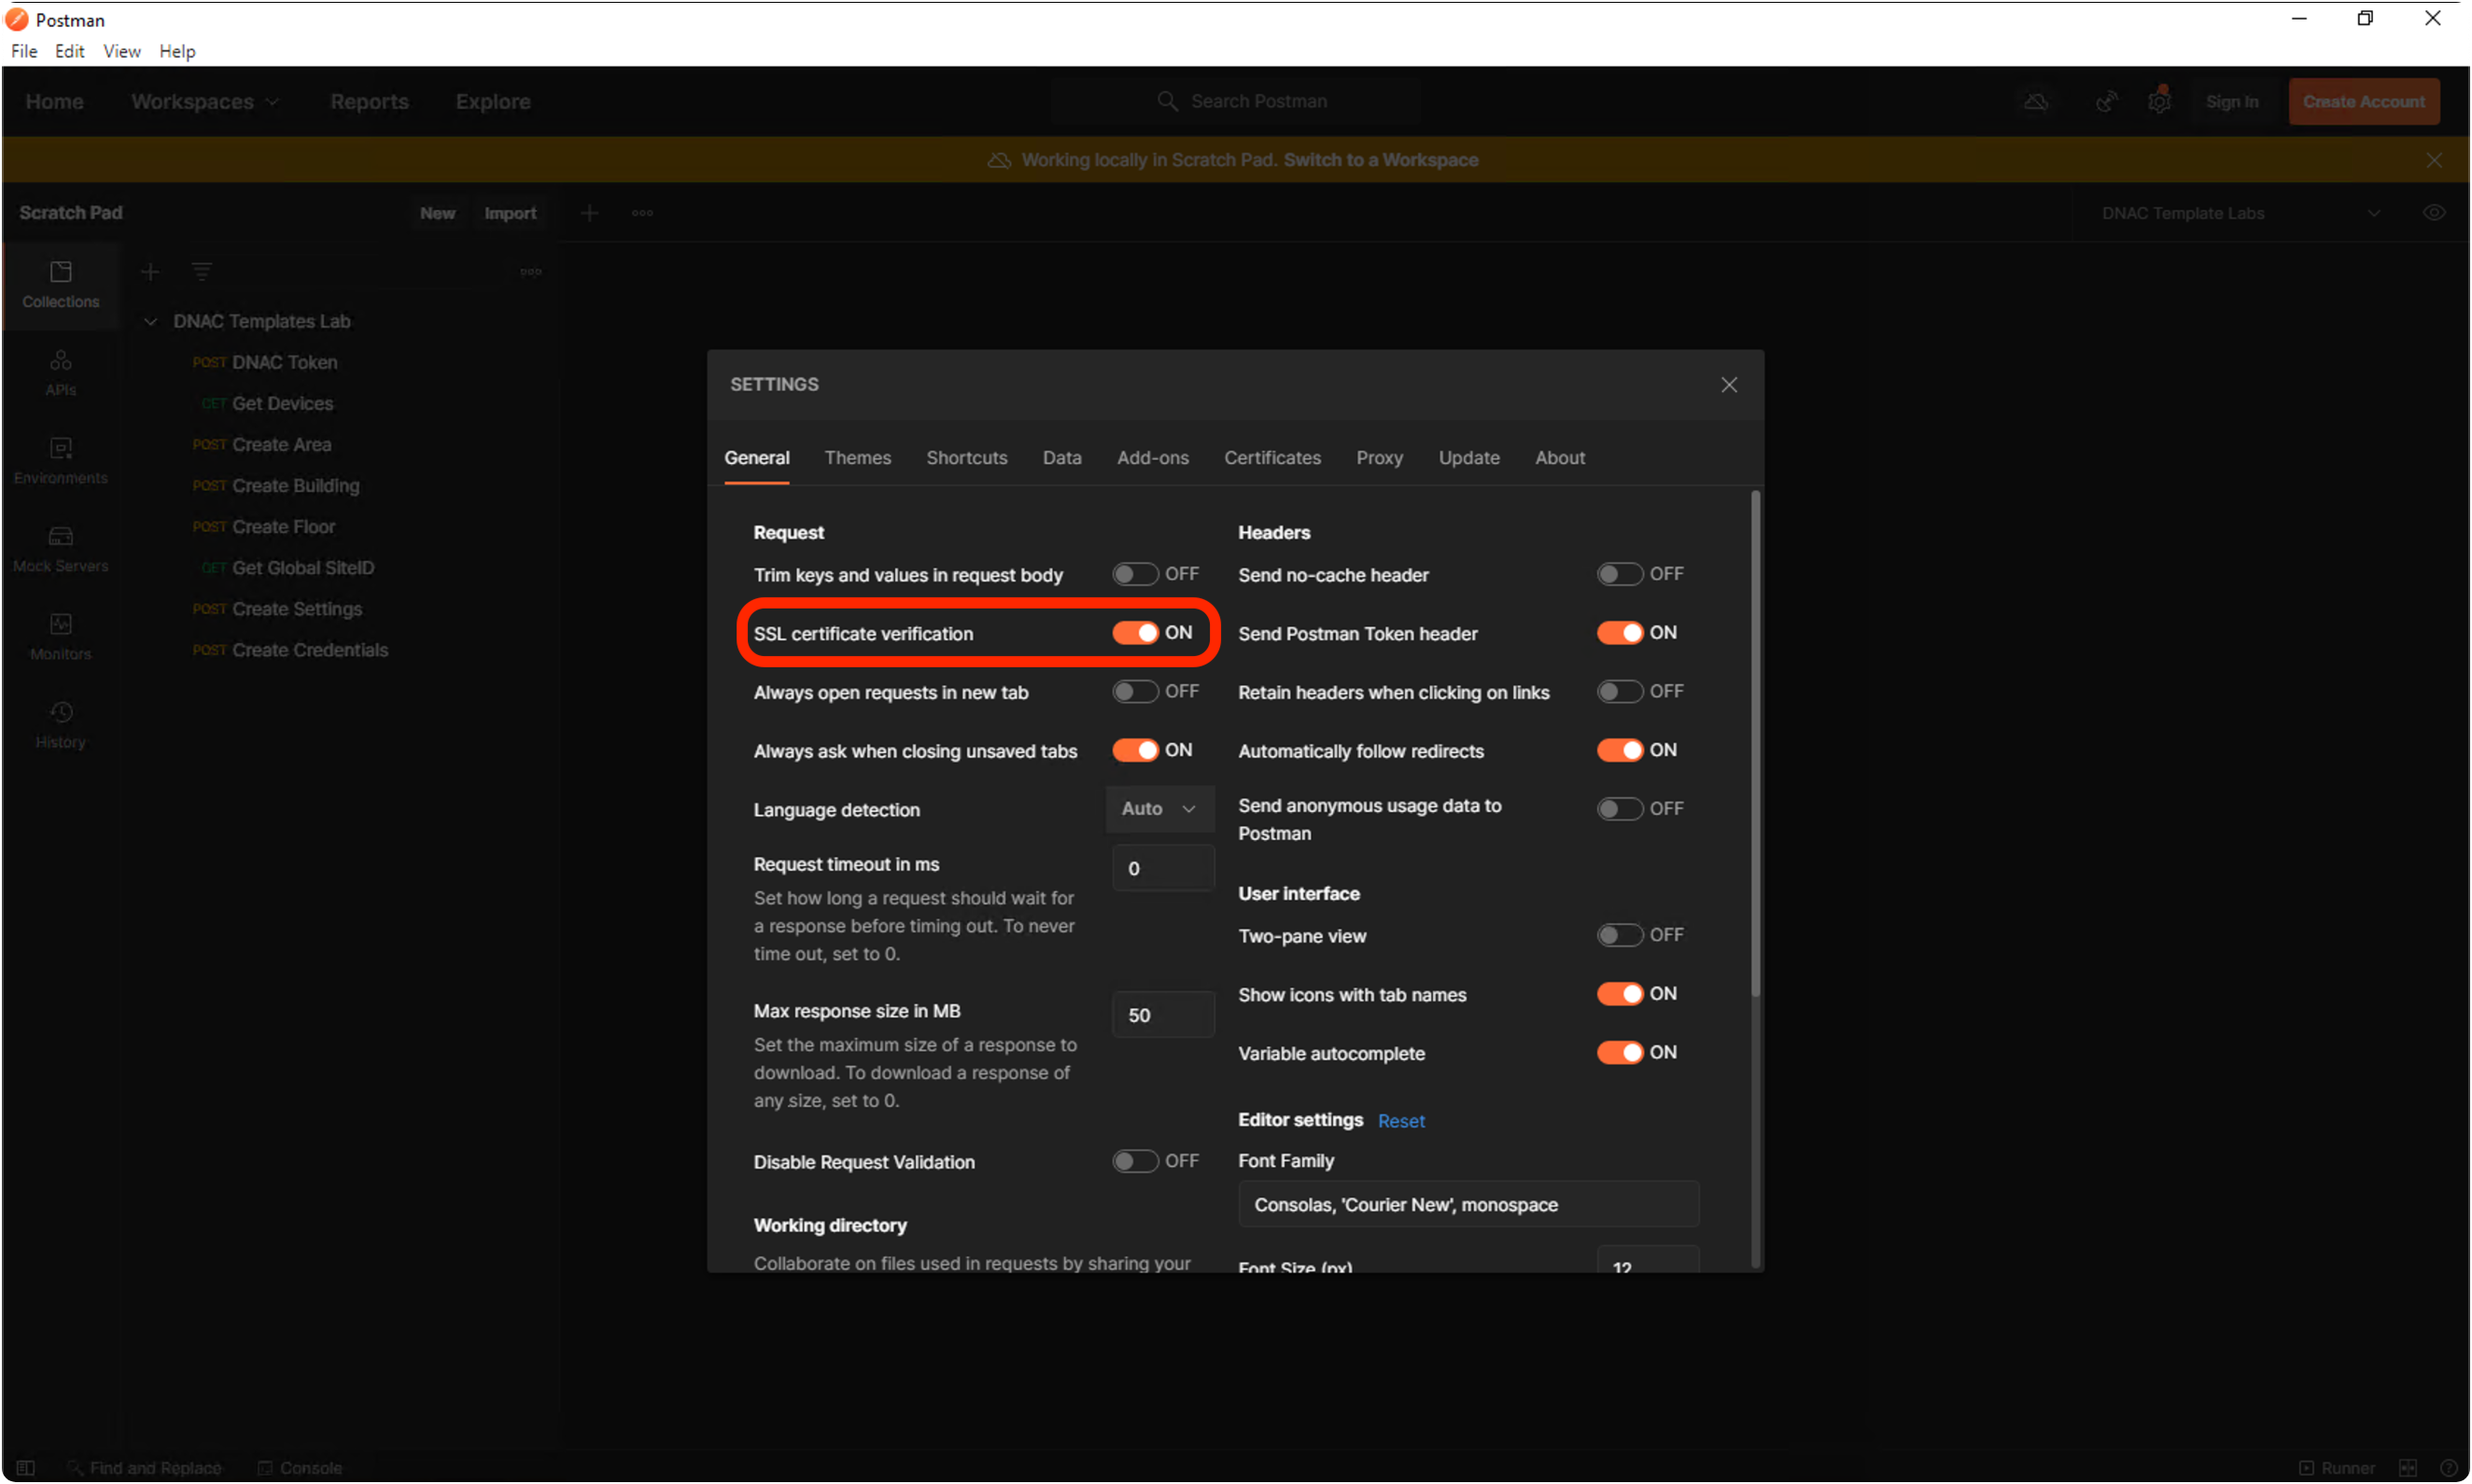 Postman
File Edit View Help
Home Workspaces Reports Explore Search Postman Sign In Create Account
Working locally in Scratch Pad. Switch to a Workspace
Scratch Pad New Import DNAC Template Labs
Collections
APIs
Environments
Mock Servers
Monitors
History
DNAC Templates Lab
POST DNAC Token
GET Get Devices
POST Create Area
POST Create Building
POST Create Floor
GET Get Global SiteID
POST Create Settings
POST Create Credentials
SETTINGS
General Themes Shortcuts Data Add-ons Certificates Proxy Update About
Request
Trim keys and values in request body OFF
SSL certificate verification ON
Always open requests in new tab OFF
Always ask when closing unsaved tabs ON
Language detection Auto
Request timeout in ms 0
Set how long a request should wait for
a response before timing out. To never
time out, set to 0.
Max response size in MB 50
Set the maximum size of a response to
download. To download a response of
any size, set to 0.
Disable Request Validation OFF
Working directory
Collaborate on files used in requests by sharing your
Headers
Send no-cache header OFF
Send Postman Token header ON
Retain headers when clicking on links OFF
Automatically follow redirects ON
Send anonymous usage data to
Postman OFF
User interface
Two-pane view OFF
Show icons with tab names ON
Variable autocomplete ON
Editor settings Reset
Font Family
Consolas, 'Courier New', monospace
Font Size (px) 12
Find and Replace Console Runner